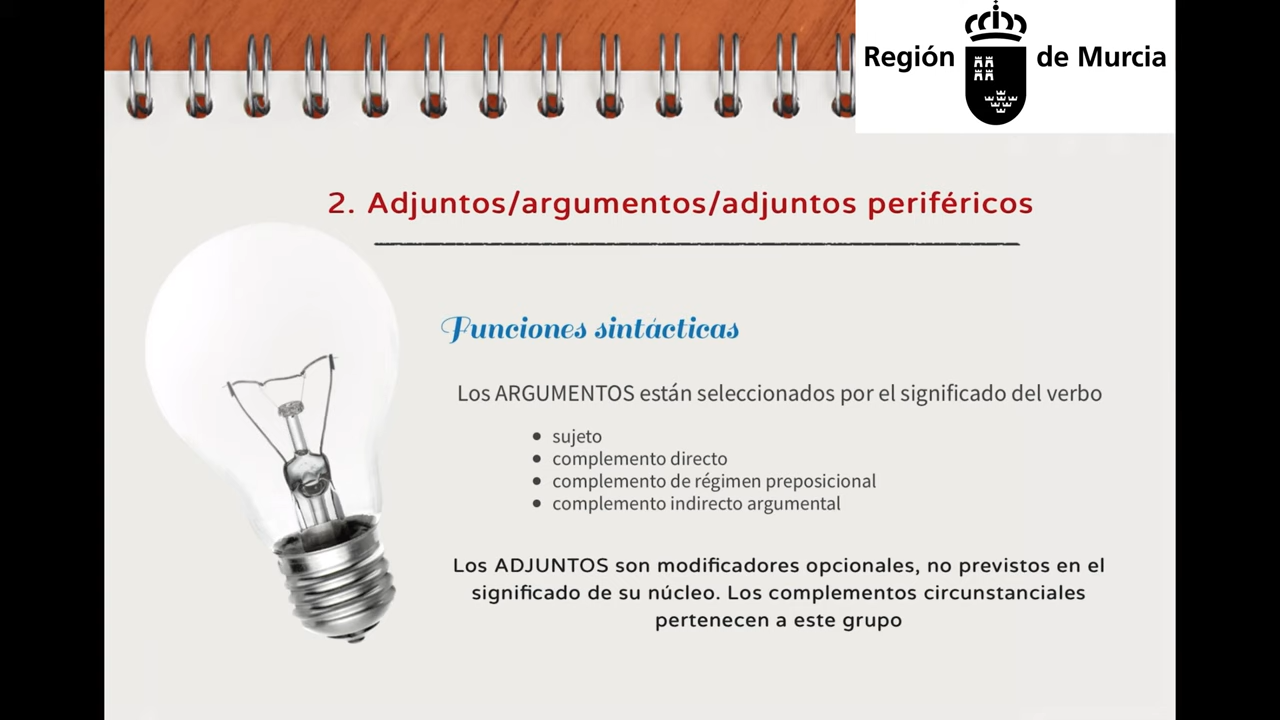 Región de Murcia
2. Adjuntos/argumentos/adjuntos periféricos
Funciones sintácticas
Los ARGUMENTOS están seleccionados por el significado del verbo
• sujeto
• complemento directo
• complemento de régimen preposicional
• complemento indirecto argumental
Los ADJUNTOS son modificadores opcionales, no previstos en el
significado de su núcleo. Los complementos circunstanciales
pertenecen a este grupo